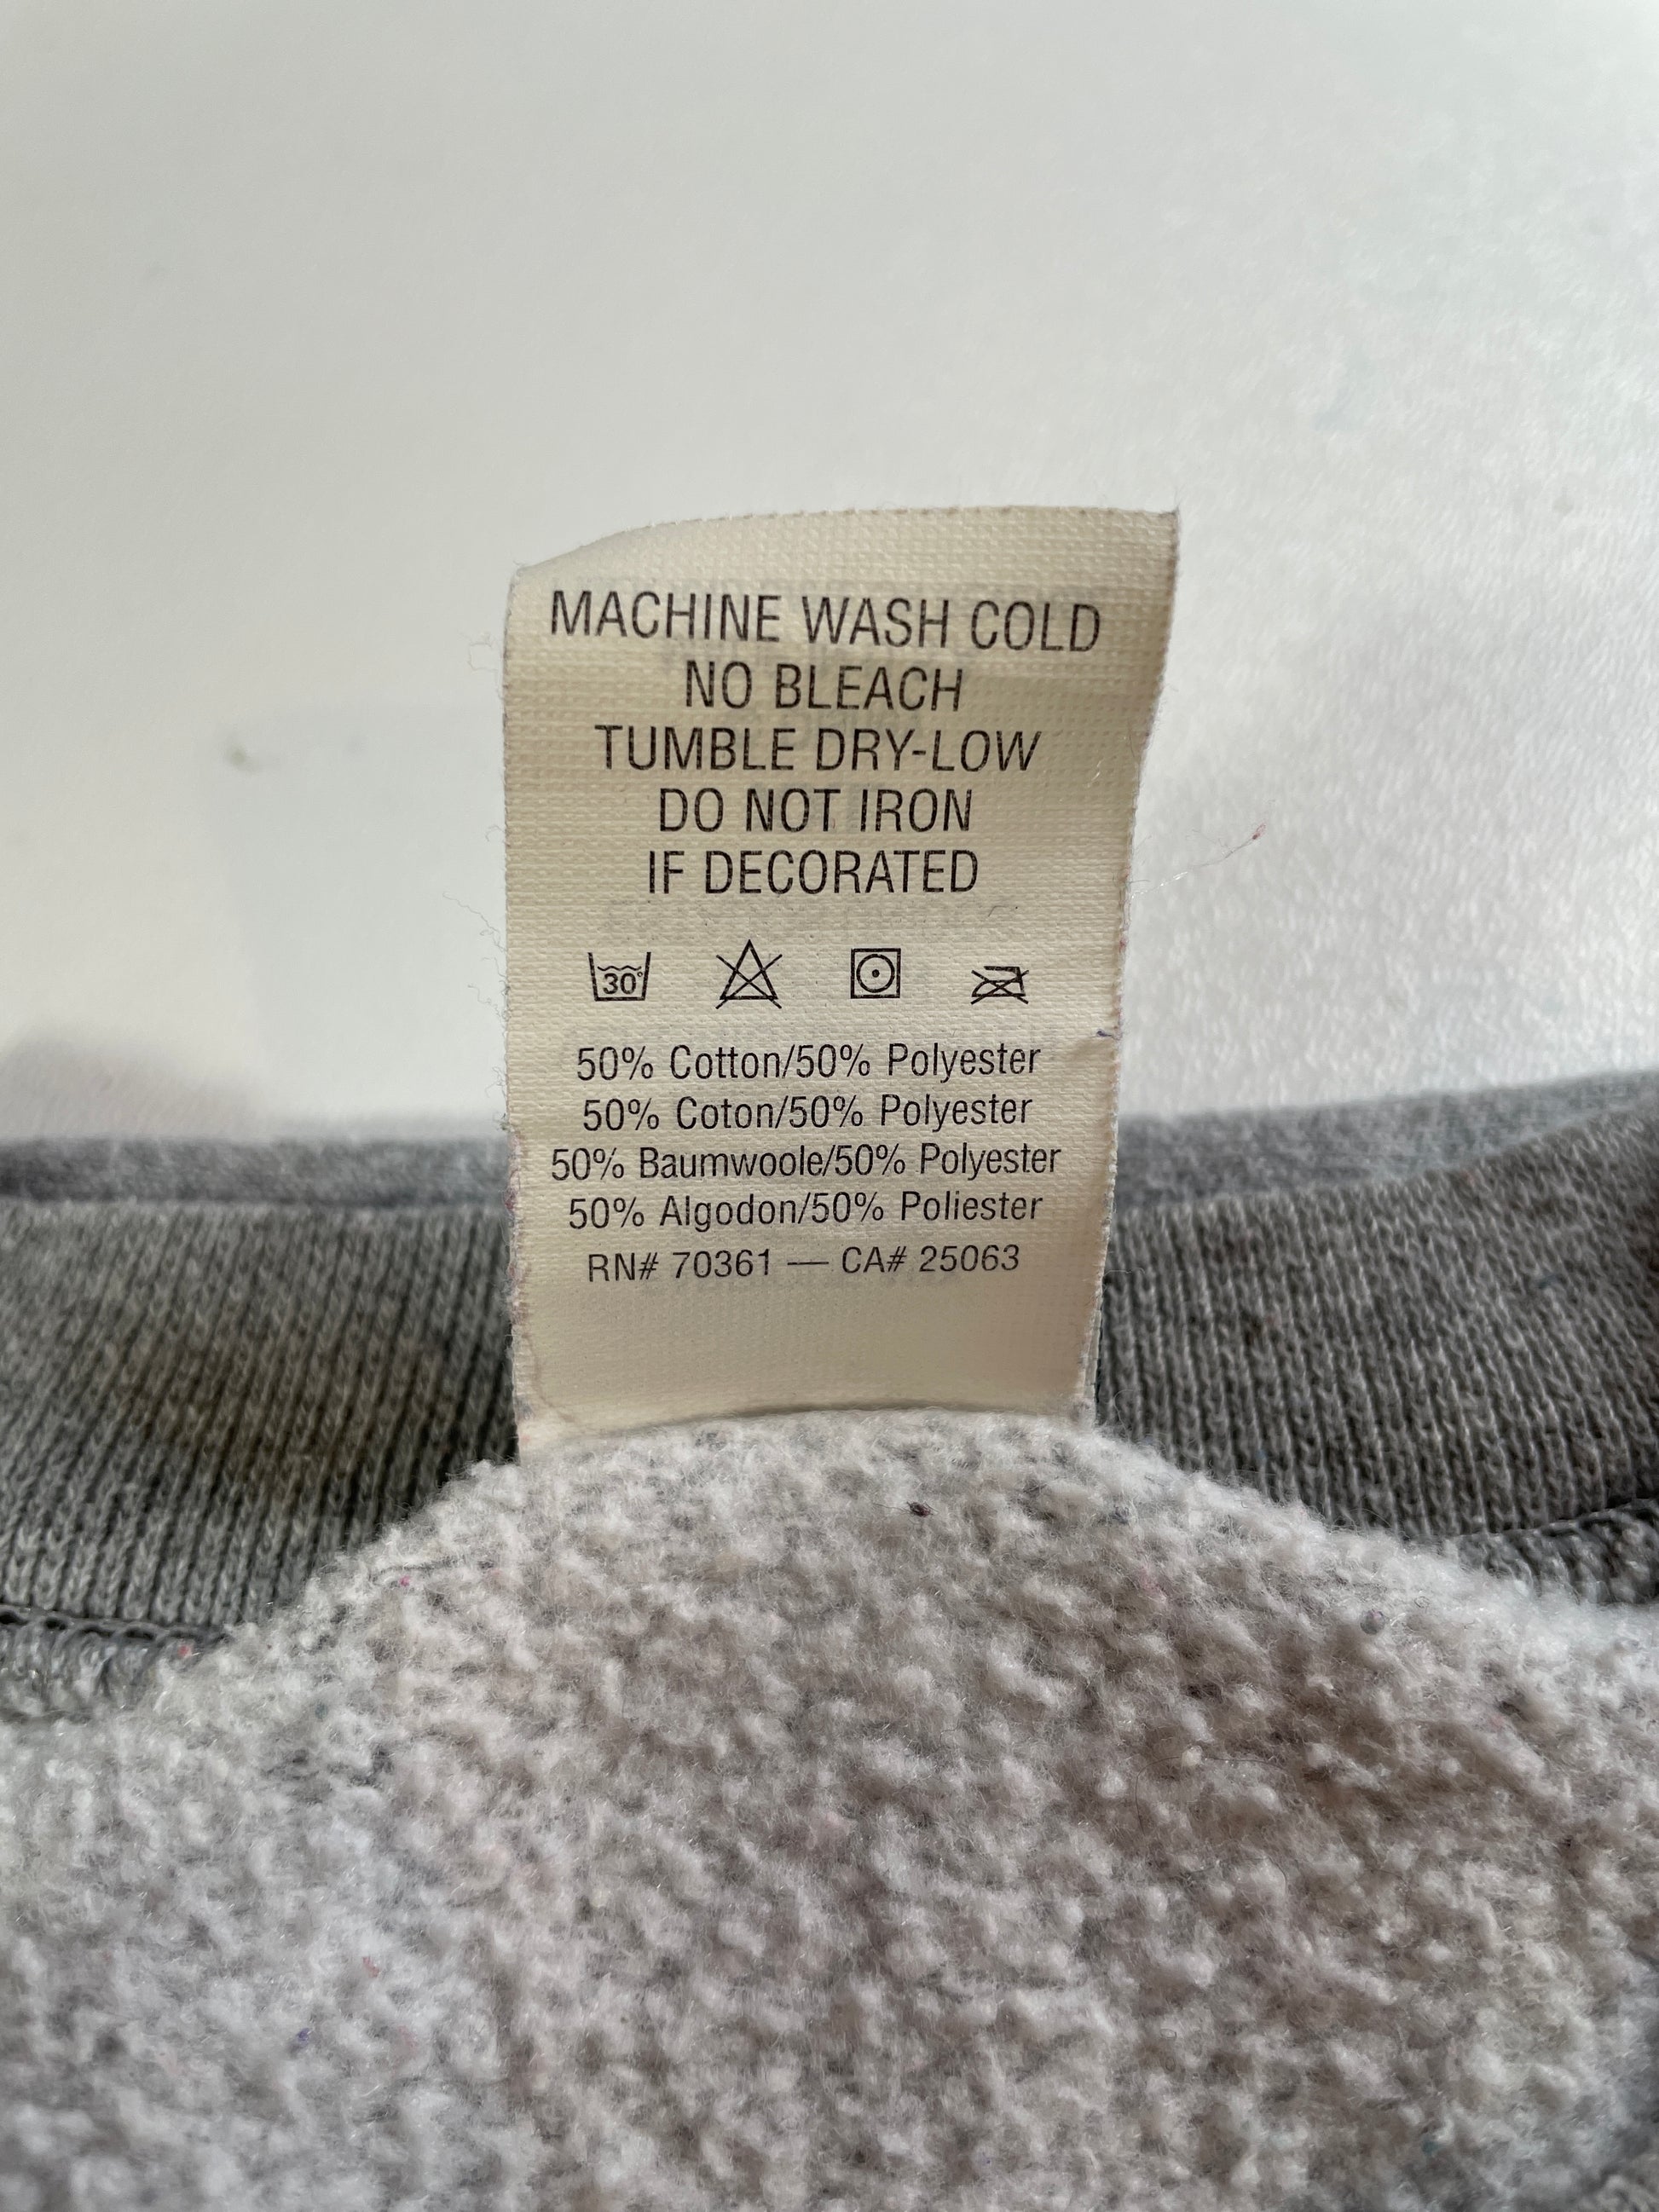 MACHINE WASH COLD
NO BLEACH
TUMBLE DRY-LOW
DO NOT IRON
IF DECORATED
30°
50% Cotton/50% Polyester
50% Coton/50% Polyester
50% Baumwoole/50% Polyester
50% Algodon/50% Poliester
RN# 70361 — CA# 25063